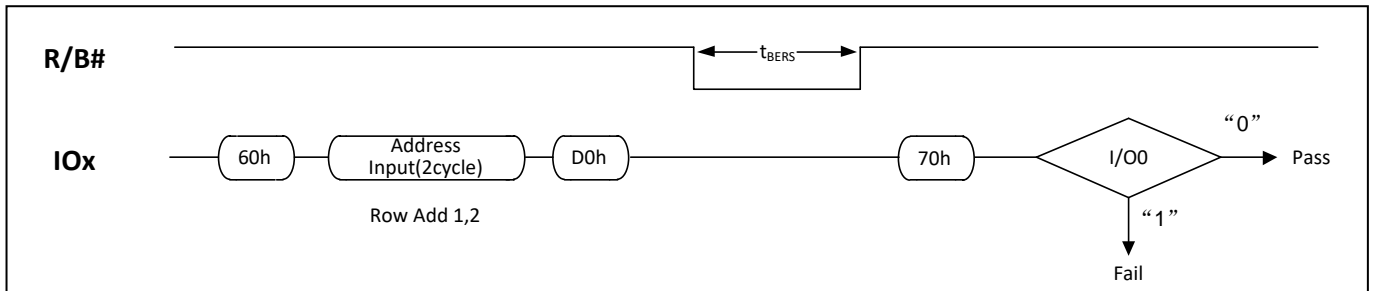 R/B#
tBERS
IOx
60h
Address
Input(2cycle)
D0h
70h
I/O0
“0”
Pass
Row Add 1,2
“1”
Fail